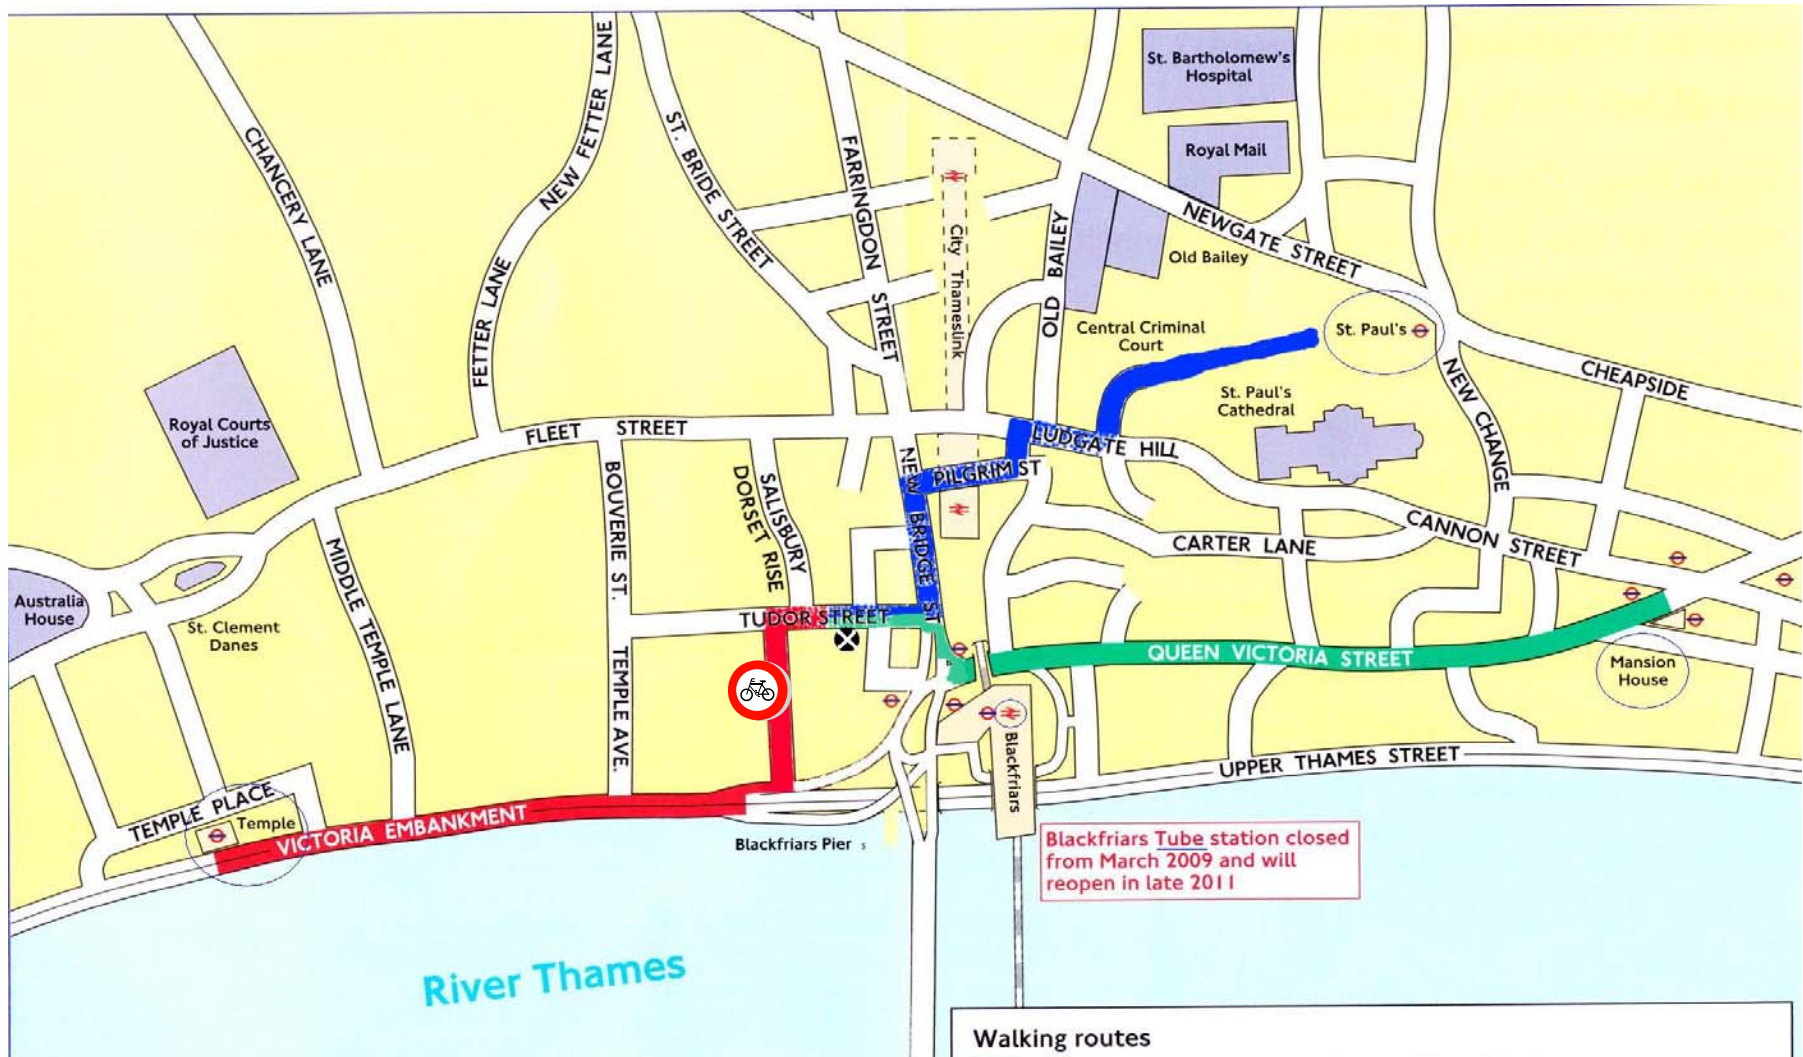 St. Bartholomew's
Hospital
Royal Mail
NEW FETTER LANE
CHANCERY LANE
ST. BRIDE STREET
FARRINGDON STREET
City Thameslink
OLD BAILEY
NEWGATE STREET
Old Bailey
FETTER LANE
Central Criminal
Court
St. Paul's
CHEAPSIDE
NEW CHANGE
St. Paul's
Cathedral
Royal Courts
of Justice
FLEET STREET
LUDGATE HILL
PILGRIM ST
NEW BRIDGE ST
BOUVERIE ST.
SALISBURY
DORSET RISE
CANNON STREET
CARTER LANE
MIDDLE TEMPLE LANE
Australia
House
St. Clement
Danes
TUDOR STREET
TEMPLE AVE.
QUEEN VICTORIA STREET
Mansion
House
Blackfriars
UPPER THAMES STREET
TEMPLE PLACE
Temple
VICTORIA EMBANKMENT
Blackfriars Pier s
Blackfriars Tube station closed
from March 2009 and will
reopen in late 2011
River Thames
Walking routes